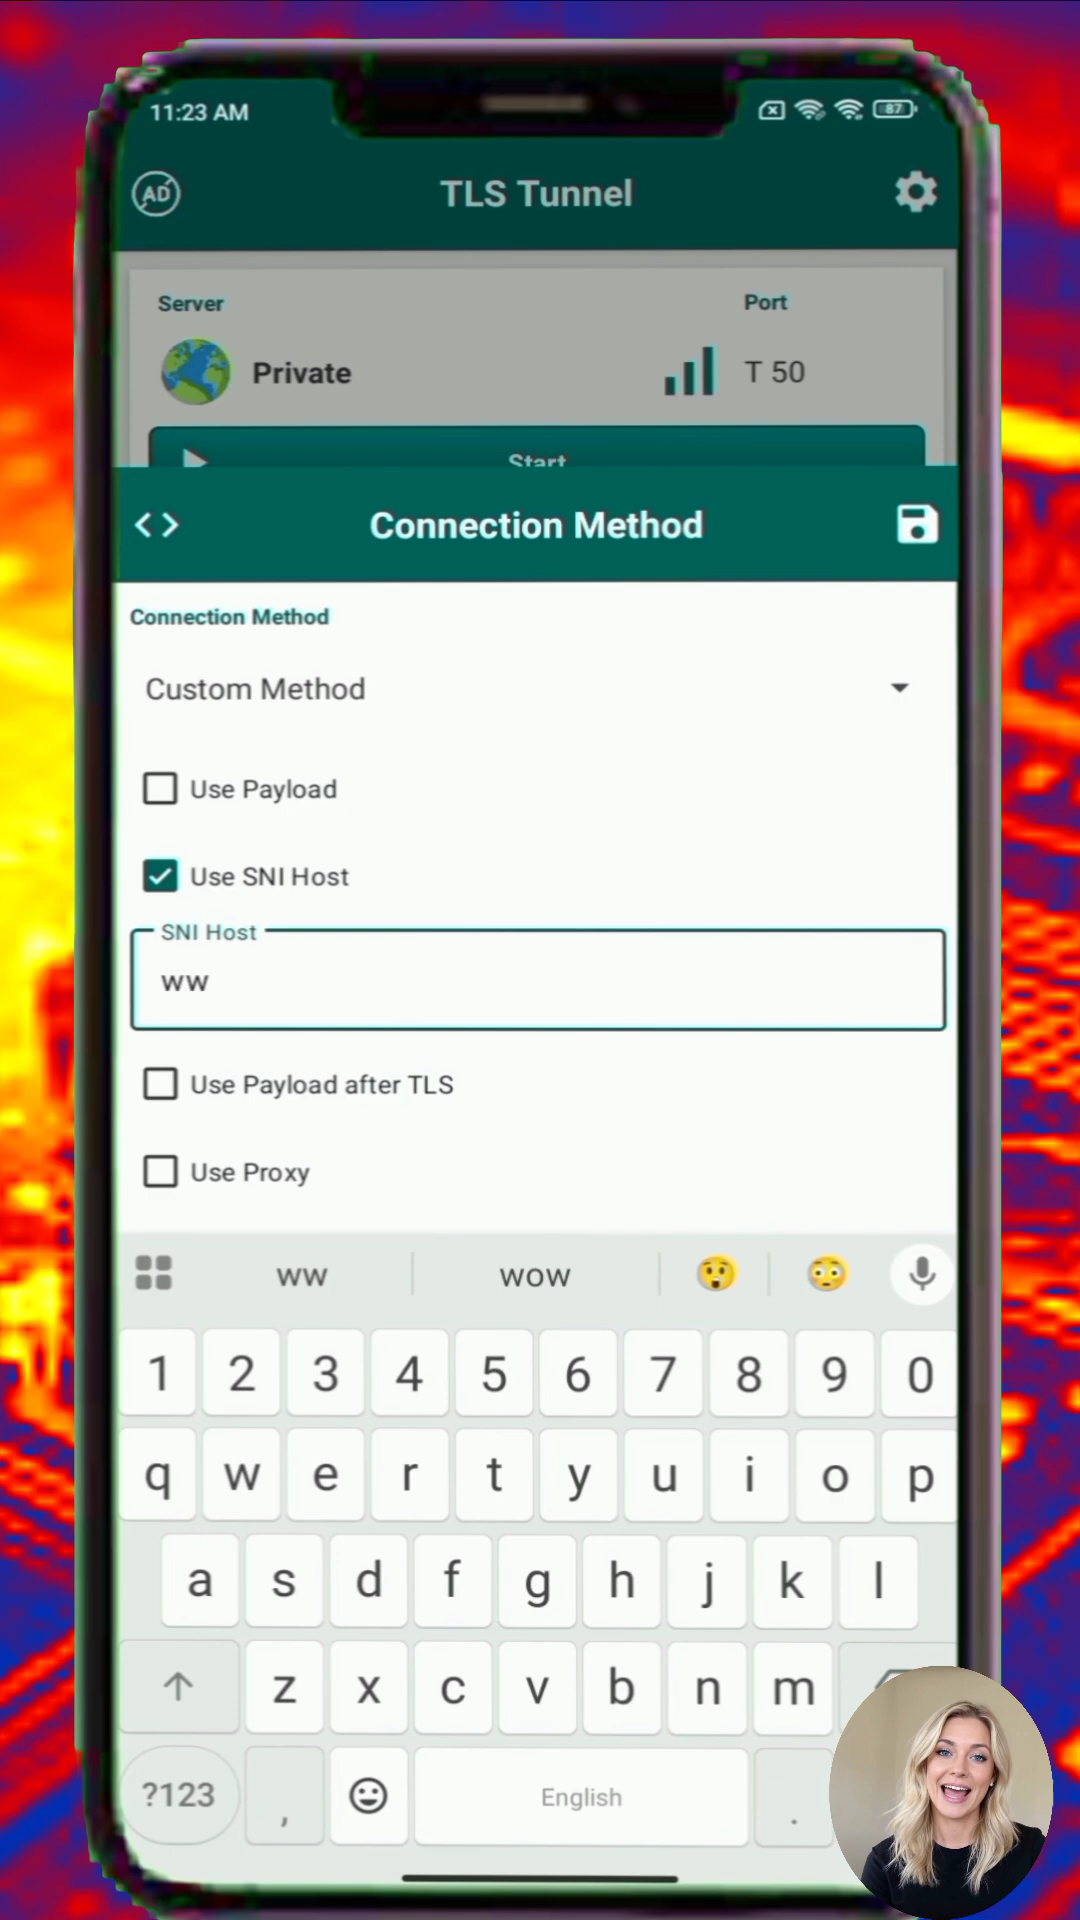 11:23 AM
87
AD
TLS Tunnel
Server
Port
Private
T 50
Start
Connection Method
Connection Method
Custom Method
Use Payload
Use SNI Host
SNI Host
ww
Use Payload after TLS
Use Proxy
ww
wow
1 2 3 4 5 6 7 8 9 0
q w e r t y u i o p
a s d f g h j k l
z x c v b n m
?123 , English .